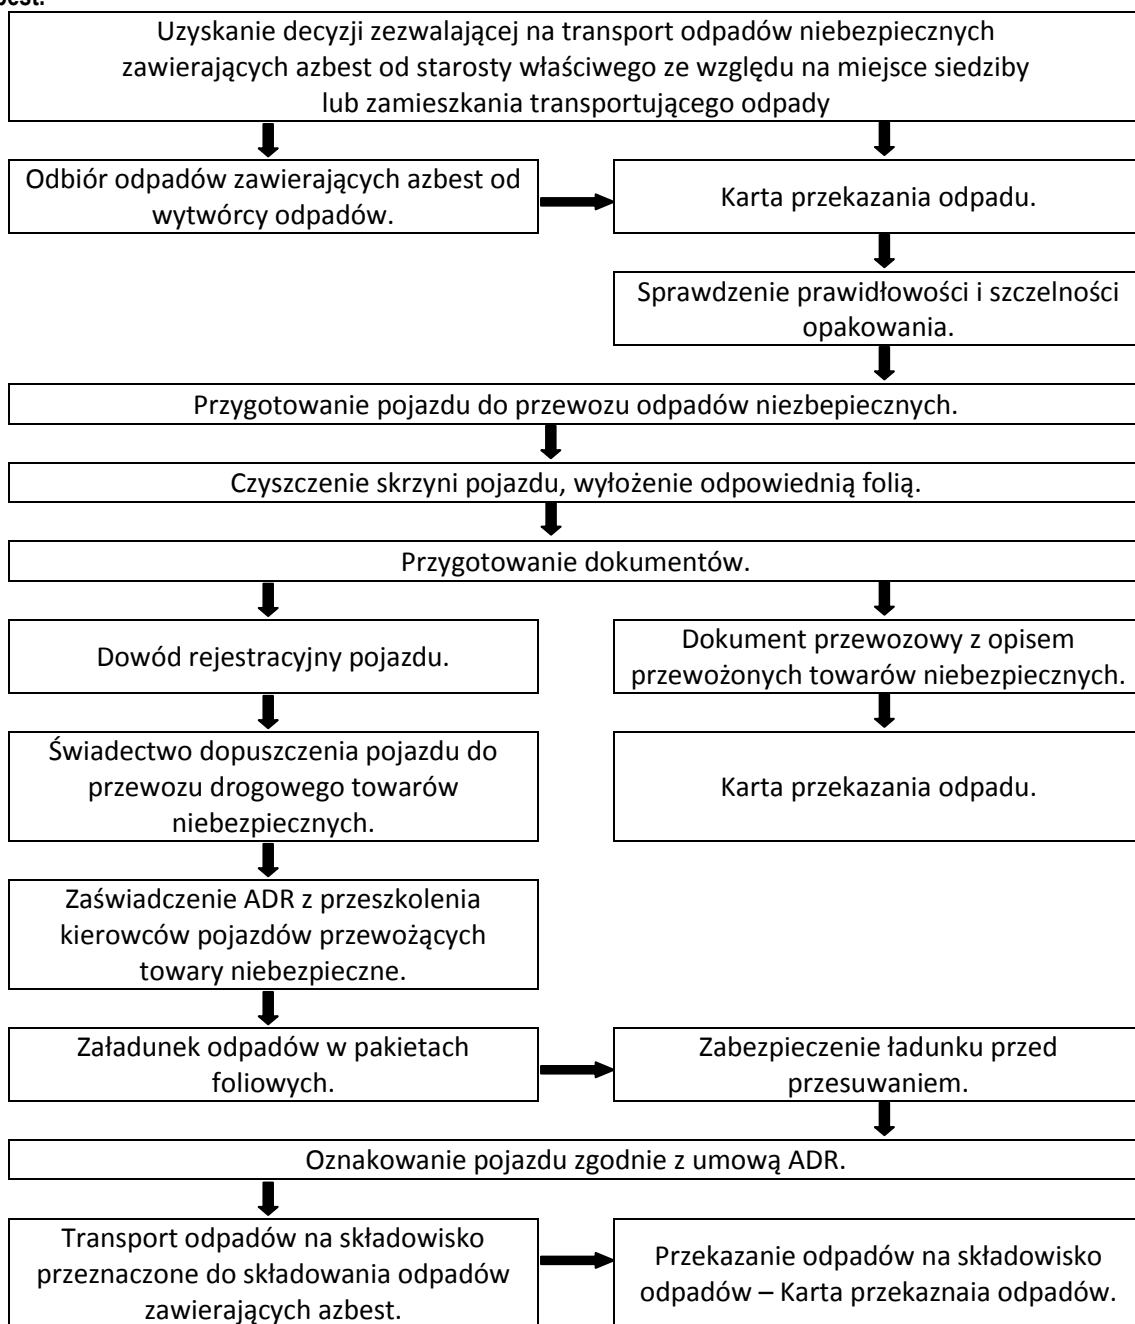 best.
Uzyskanie decyzji zezwalającej na transport odpadów niebezpiecznych
zawierających azbest od starosty właściwego ze względu na miejsce siedziby
lub zamieszkania transportującego odpady
Odbiór odpadów zawierających azbest od
wytwórcy odpadów.
Karta przekazania odpadu.
Sprawdzenie prawidłowości i szczelności
opakowania.
Przygotowanie pojazdu do przewozu odpadów niezbepiecznych.
Czyszczenie skrzyni pojazdu, wyłożenie odpowiednią folią.
Przygotowanie dokumentów.
Dowód rejestracyjny pojazdu.
Dokument przewozowy z opisem
przewożonych towarów niebezpiecznych.
Świadectwo dopuszczenia pojazdu do
przewozu drogowego towarów
niebezpiecznych.
Karta przekazania odpadu.
Zaświadczenie ADR z przeszkolenia
kierowców pojazdów przewożących
towary niebezpieczne.
Załadunek odpadów w pakietach
foliowych.
Zabezpieczenie ładunku przed
przesuwaniem.
Oznakowanie pojazdu zgodnie z umową ADR.
Transport odpadów na składowisko
przeznaczone do składowania odpadów
zawierających azbest.
Przekazanie odpadów na składowisko
odpadów – Karta przekaznaia odpadów.